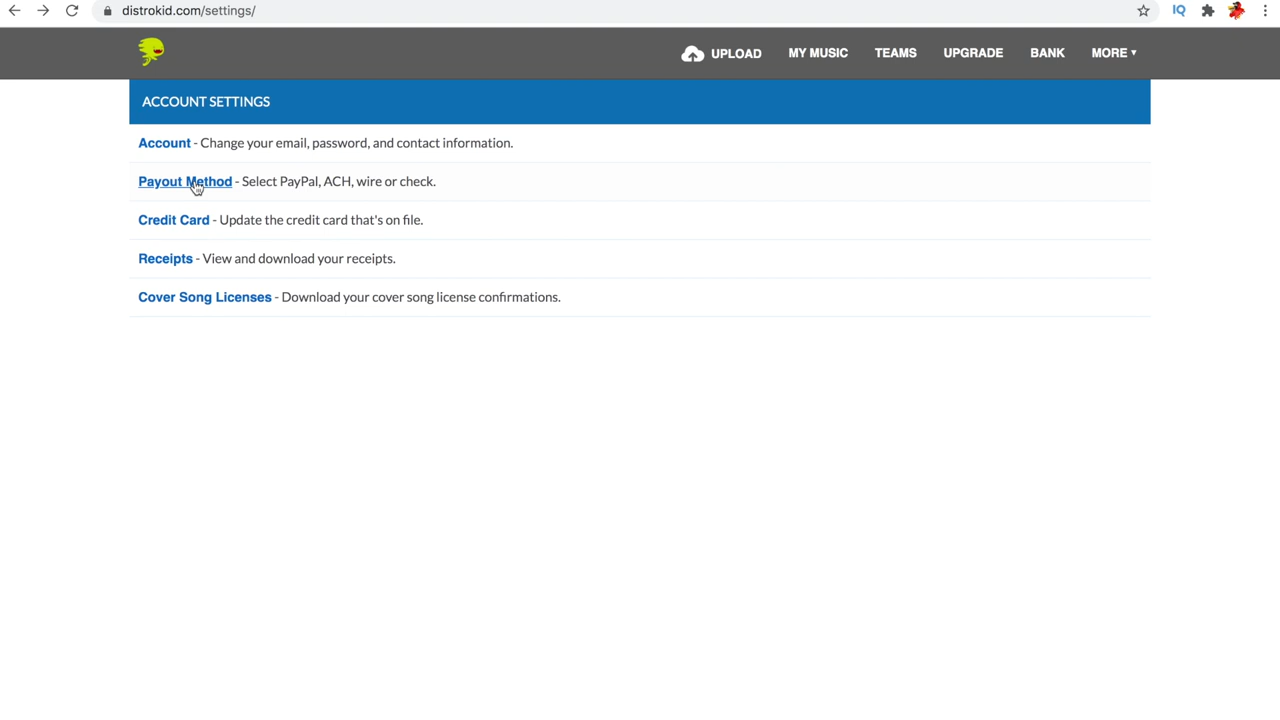 distrokid.com/settings/
IQ
UPLOAD MY MUSIC TEAMS UPGRADE BANK MORE ▾
ACCOUNT SETTINGS
Account - Change your email, password, and contact information.
Payout Method - Select PayPal, ACH, wire or check.
Credit Card - Update the credit card that's on file.
Receipts - View and download your receipts.
Cover Song Licenses - Download your cover song license confirmations.